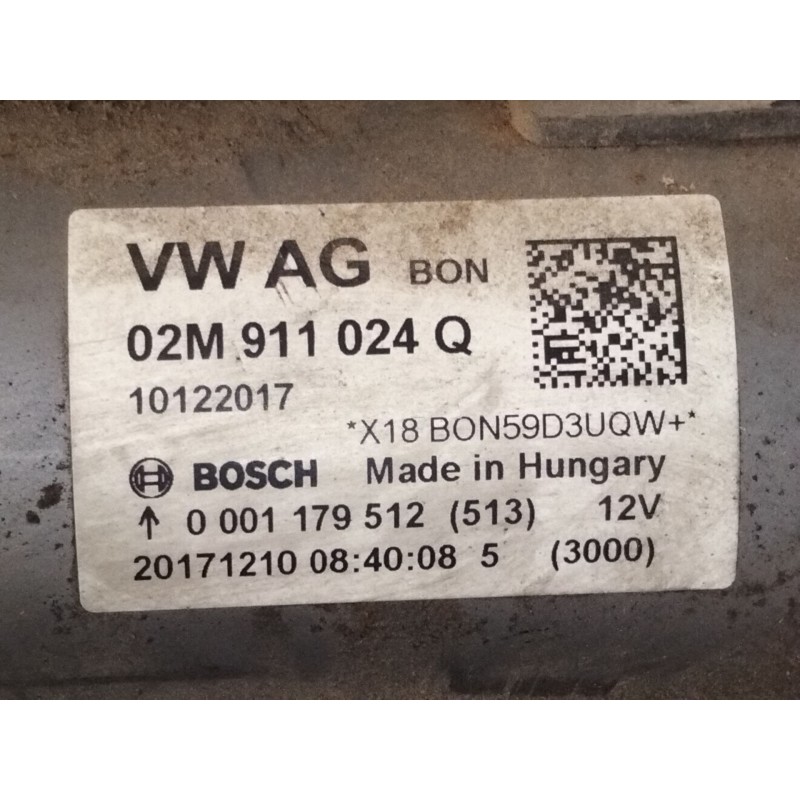 VW AG BON
02M 911 024 Q
10122017
*X18 BON59D3UQW+*
BOSCH Made in Hungary
↑ 0 001 179 512 (513) 12V
20171210 08:40:08 5 (3000)